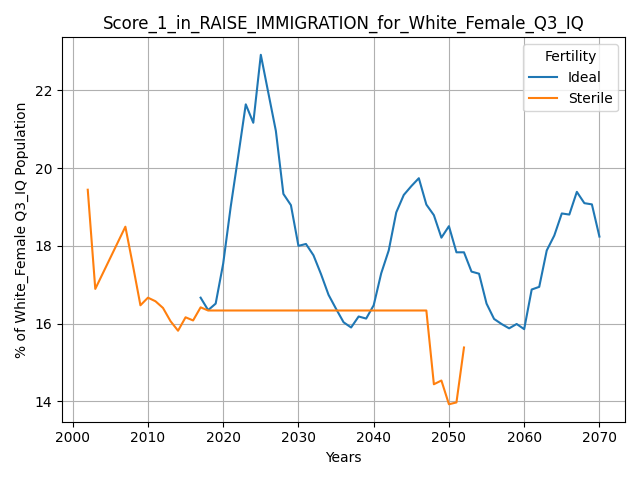 Score_1_in_RAISE_IMMIGRATION_for_White_Female_Q3_IQ
Fertility
Ideal
Sterile
% of White_Female Q3_IQ Population
22
20
18
16
14
2000 2010 2020 2030 2040 2050 2060 2070
Years